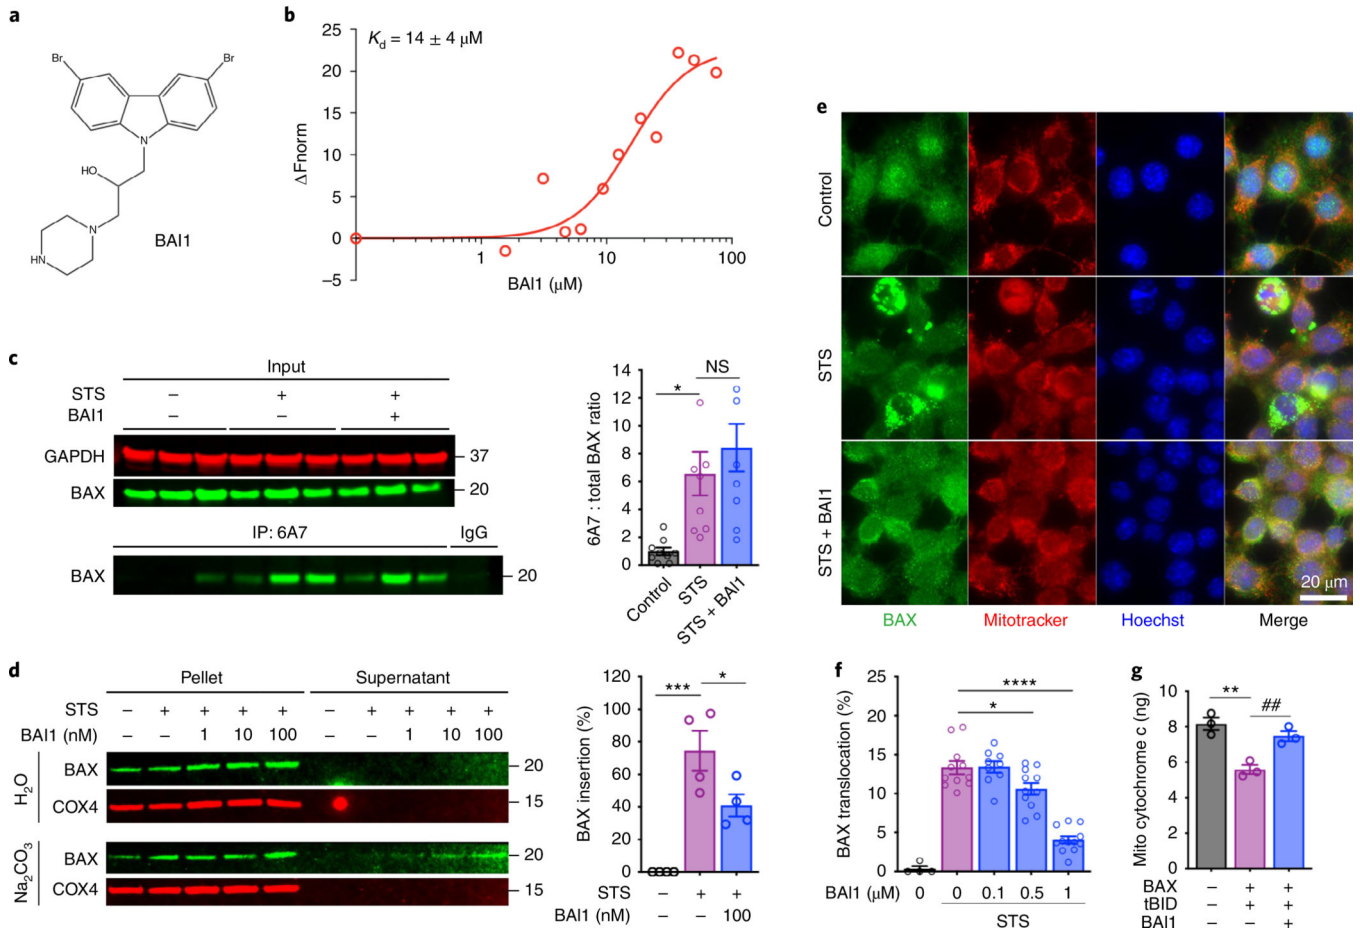 a
Br
Br
N
HO
N
HN
BAI1
b
K_d = 14 ± 4 μM
25
20
15
10
5
0
–5
ΔFnorm
1
10
100
BAI1 (μM)
c
Input
STS – + +
BAI1 – – +
GAPDH 37
BAX 20
IP: 6A7 IgG
BAX 20
14
12
10
8
6
4
2
0
6A7 : total BAX ratio
*
NS
Control
STS
STS + BAI1
d
Pellet Supernatant
STS – + + + + – + + + +
BAI1 (nM) – – 1 10 100 – – 1 10 100
H2O
BAX 20
COX4 15
Na2CO3
BAX 20
COX4 15
120
100
80
60
40
20
0
BAX insertion (%)
***
*
STS – + +
BAI1 (nM) – – 100
e
Control
STS
STS + BAI1
20 μm
BAX Mitotracker Hoechst Merge
f
25
20
15
10
5
0
BAX translocation (%)
****
*
BAI1 (μM) 0 0 0.1 0.5 1
STS
g
10
8
6
4
2
0
Mito cytochrome c (ng)
**
##
BAX – + +
tBID – + +
BAI1 – – +